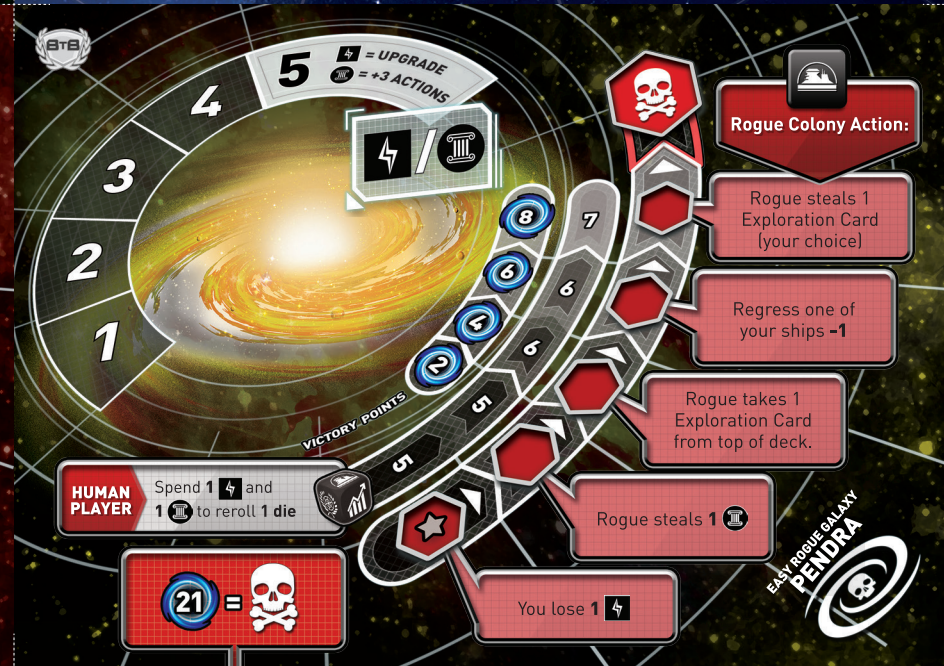 8TB
5
= UPGRADE
= +3 ACTIONS
4
3
2
1
/
8
6
4
2
VICTORY POINTS
7
6
6
5
5
Rogue Colony Action:
Rogue steals 1
Exploration Card
(your choice)
Regress one of
your ships –1
Rogue takes 1
Exploration Card
from top of deck.
Rogue steals 1
You lose 1
HUMAN
PLAYER
Spend 1 and
1 to reroll 1 die
21 =
EASY ROGUE GALAXY
PENDRA